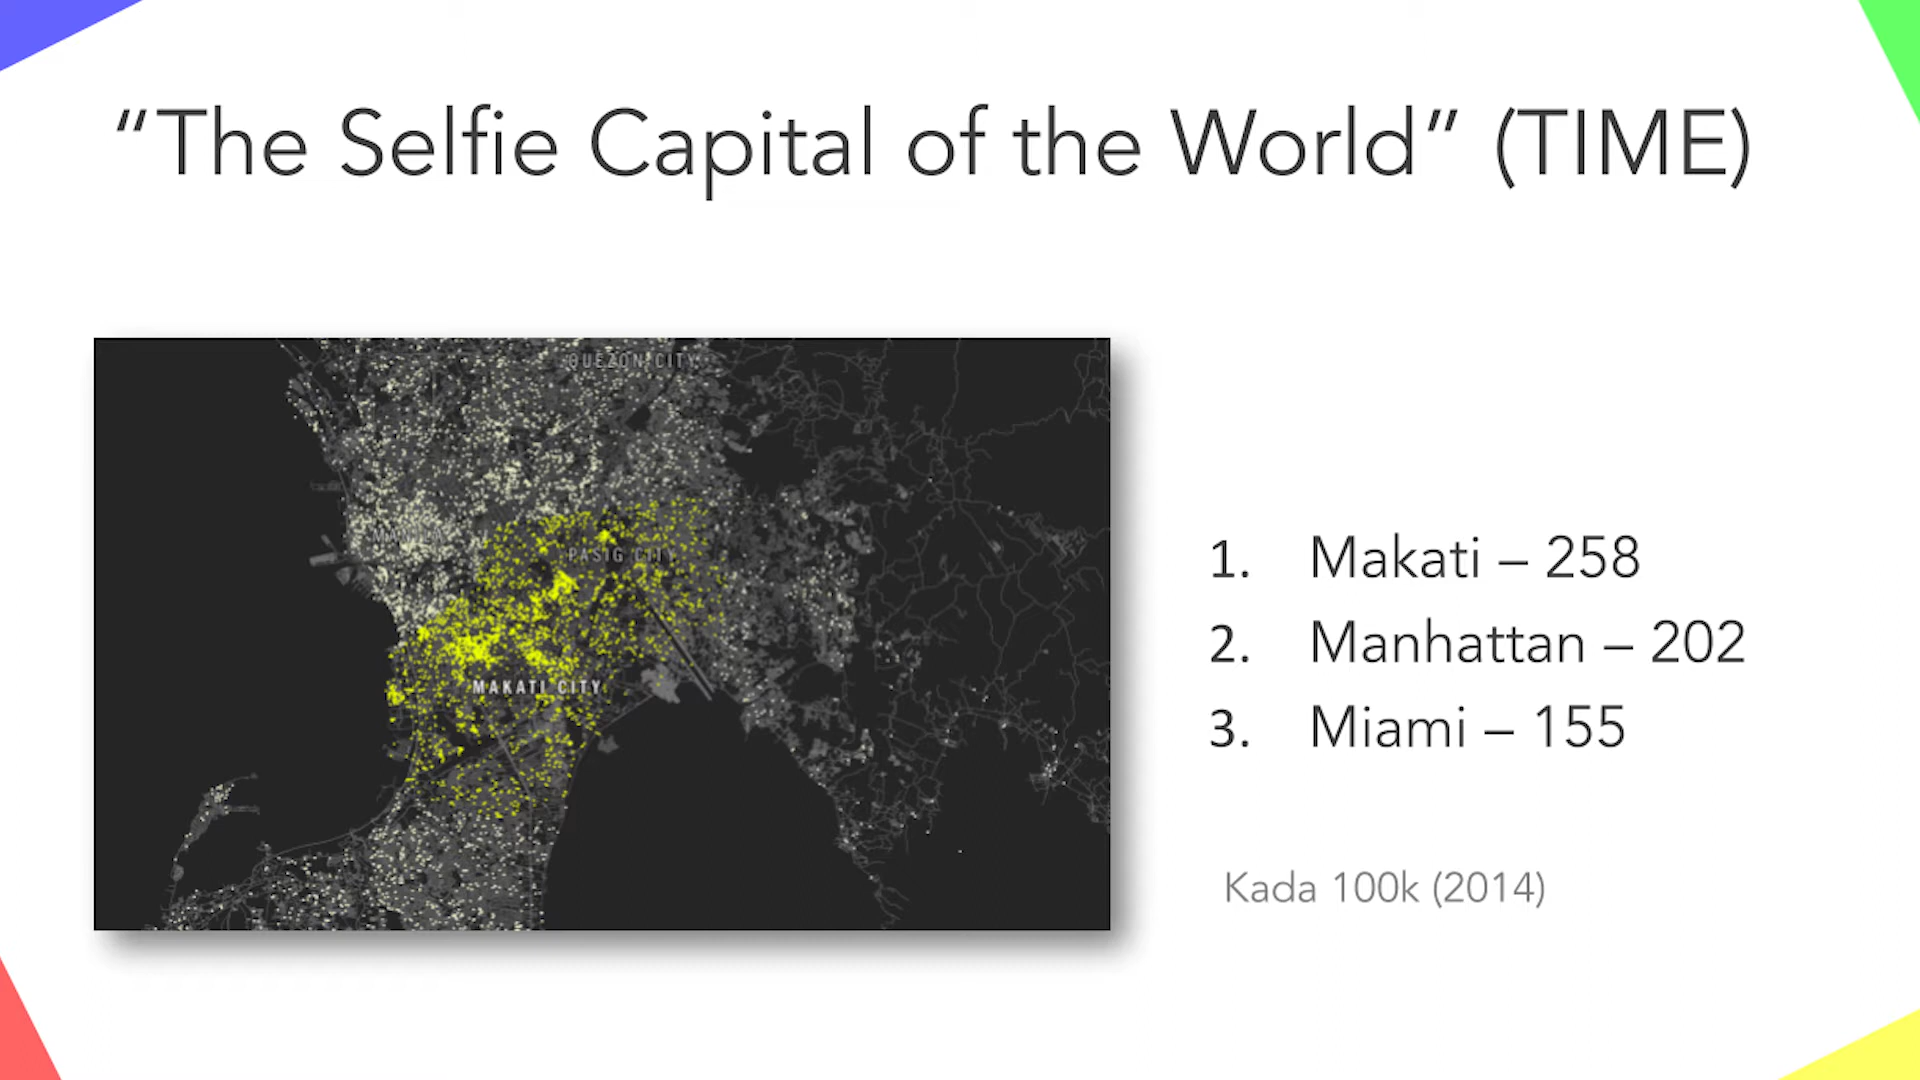 “The Selfie Capital of the World” (TIME)
QUEZON CITY
MANILA
PASIG CITY
MAKATI CITY
1. Makati – 258
2. Manhattan – 202
3. Miami – 155
Kada 100k (2014)